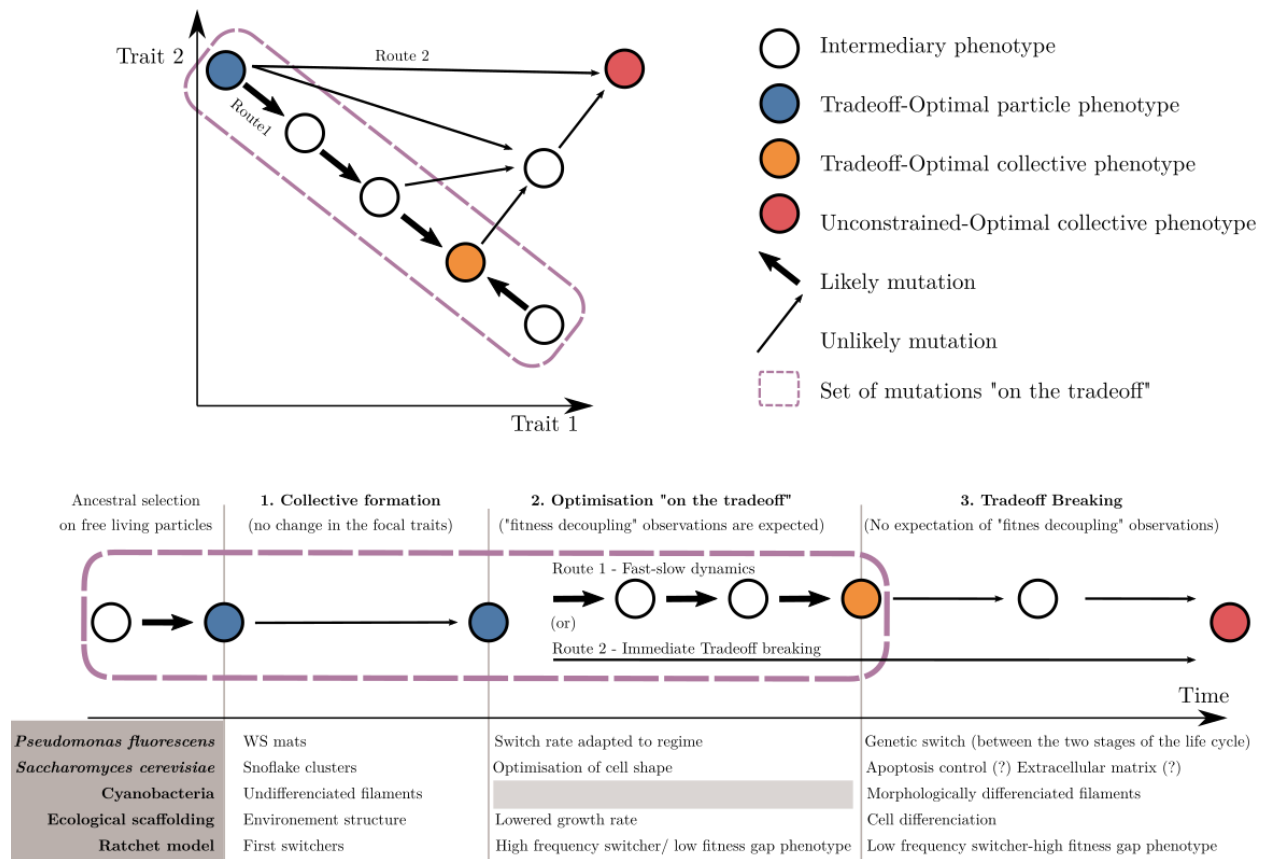 Trait 2
Route 2
Route1
Trait 1
Intermediary phenotype
Tradeoff-Optimal particle phenotype
Tradeoff-Optimal collective phenotype
Unconstrained-Optimal collective phenotype
Likely mutation
Unlikely mutation
Set of mutations "on the tradeoff"
Ancestral selection
on free living particles
1. Collective formation
(no change in the focal traits)
2. Optimisation "on the tradeoff"
("fitness decoupling" observations are expected)
3. Tradeoff Breaking
(No expectation of "fitnes decoupling" observations)
Route 1 - Fast-slow dynamics
(or)
Route 2 - Immediate Tradeoff breaking
Time
Pseudomonas fluorescens WS mats Switch rate adapted to regime Genetic switch (between the two stages of the life cycle)
Saccharomyces cerevisiae Snoflake clusters Optimisation of cell shape Apoptosis control (?) Extracellular matrix (?)
Cyanobacteria Undifferenciated filaments Morphologically differenciated filaments
Ecological scaffolding Environement structure Lowered growth rate Cell differenciation
Ratchet model First switchers High frequency switcher/ low fitness gap phenotype Low frequency switcher-high fitness gap phenotype